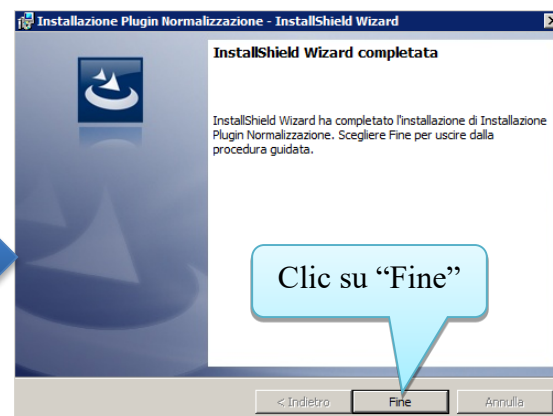 Installazione Plugin Normalizzazione - InstallShield Wizard
InstallShield Wizard completata
InstallShield Wizard ha completato l'installazione di Installazione
Plugin Normalizzazione. Scegliere Fine per uscire dalla
procedura guidata.
Clic su “Fine”
< Indietro
Fine
Annulla